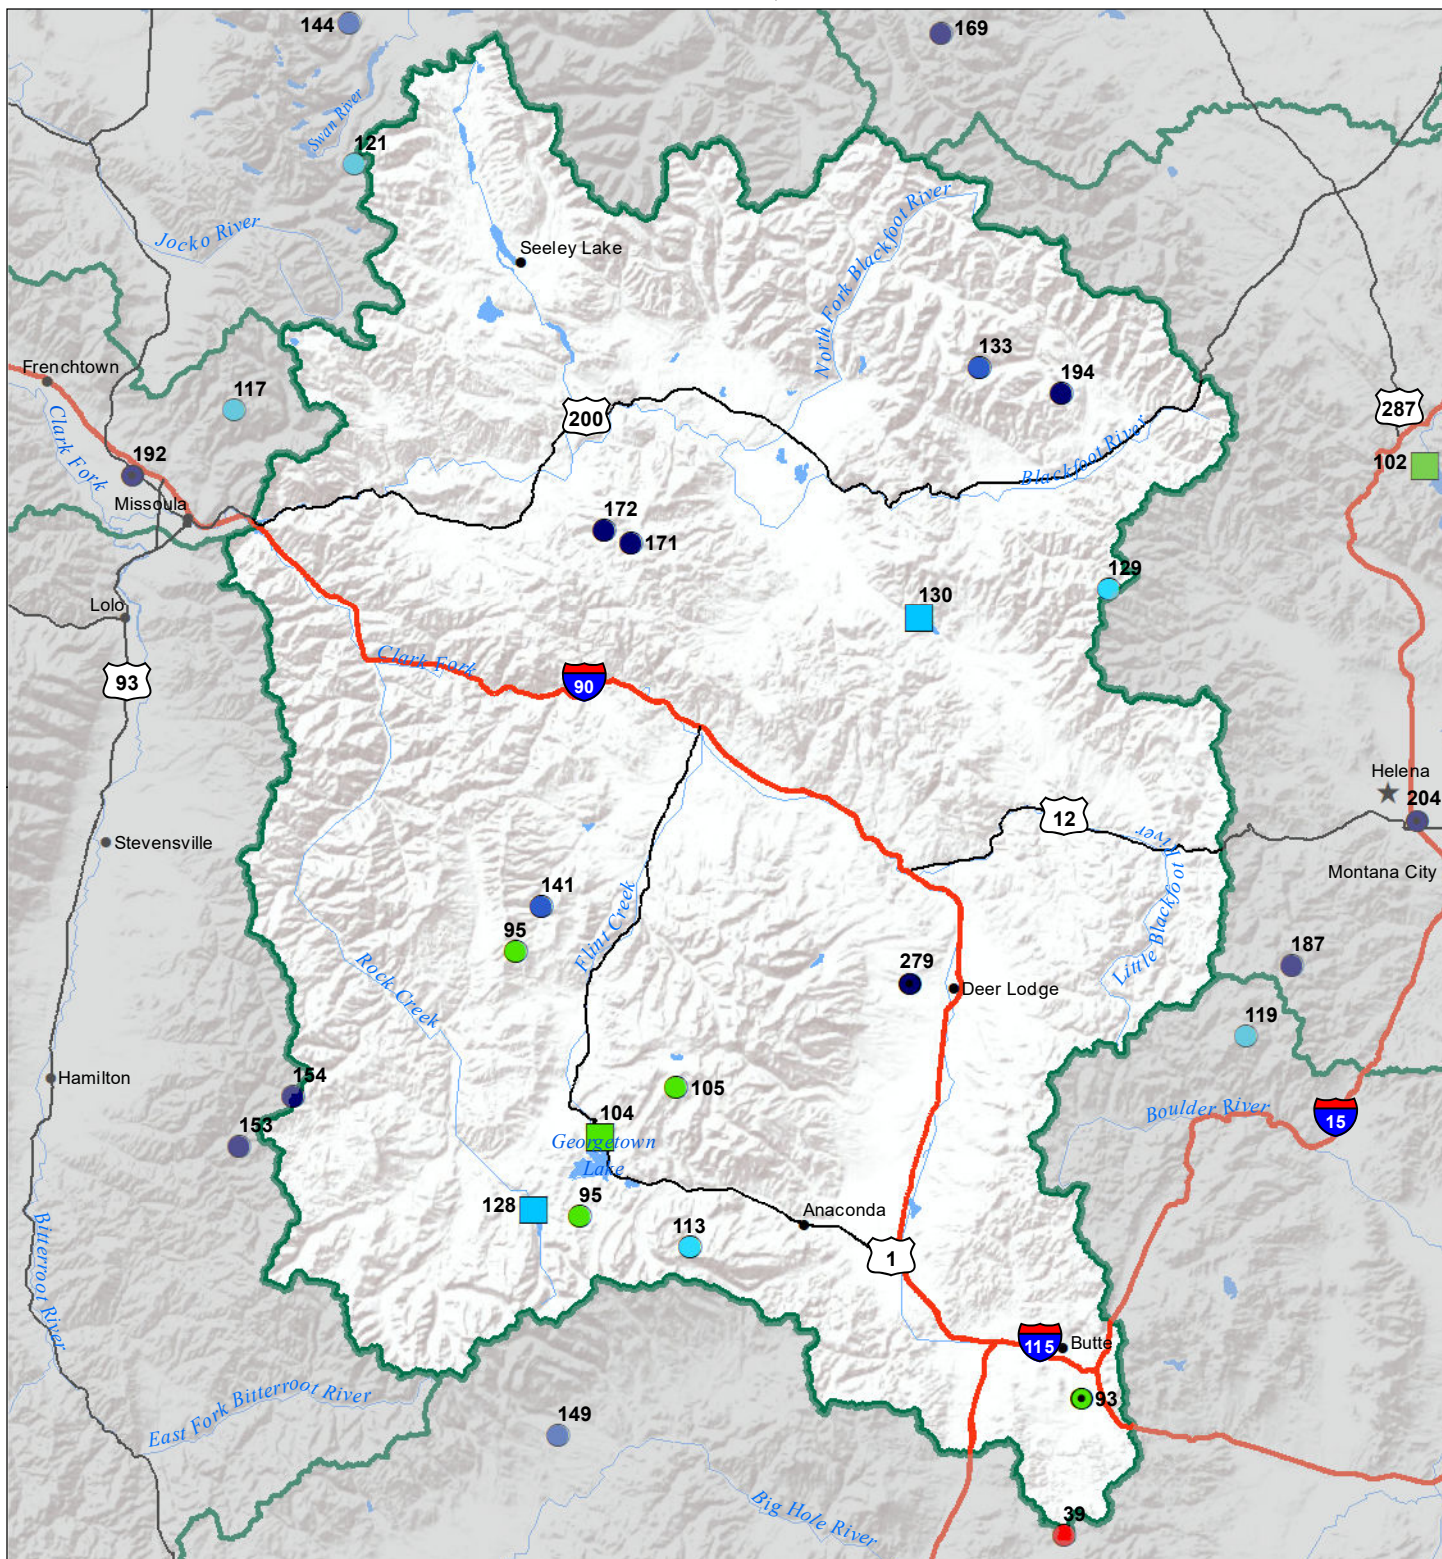 144
169
Swan River
121
Jocko River
North Fork Blackfoot River
Seeley Lake
Frenchtown
133
194
117
200
287
Clark Fork
192
Blackfoot River
102
Missoula
172
171
129
130
Lolo
Clark Fork
93
90
Helena
204
12
Little Blackfoot River
Stevensville
Montana City
141
Flint Creek
95
Rock Creek
279
187
Deer Lodge
119
Hamilton
154
105
Boulder River
104
15
153
Georgetown
Lake
128
95
Anaconda
113
Bitterroot River
1
115
Butte
East Fork Bitterroot River
93
149
Big Hole River
39